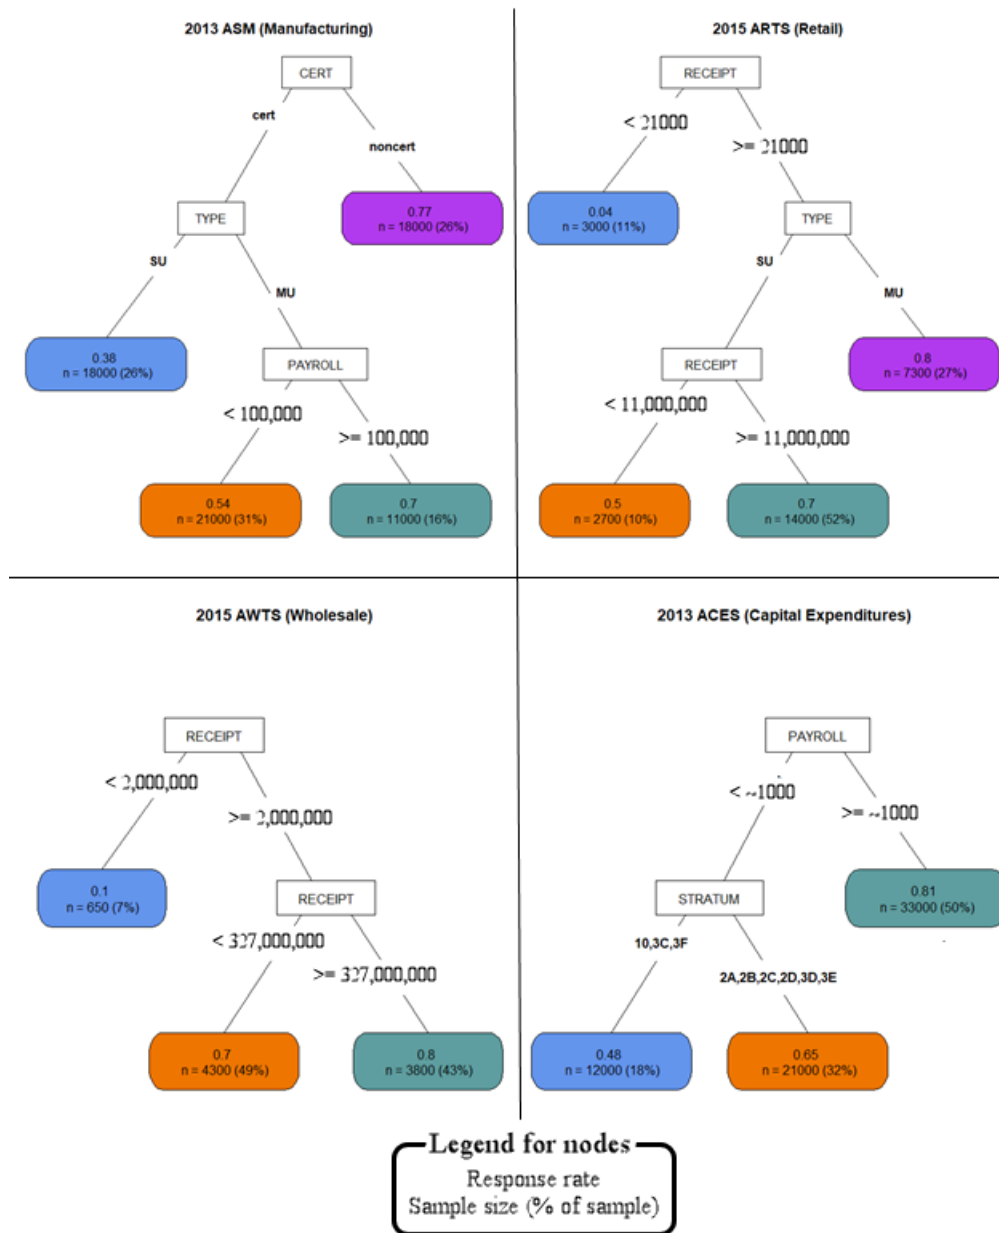 2013 ASM (Manufacturing)
CERT
cert
noncert
0.77
n = 18000 (26%)
TYPE
SU
MU
0.38
n = 18000 (26%)
PAYROLL
< 100,000
>= 100,000
0.54
n = 21000 (31%)
0.7
n = 11000 (16%)
2015 ARTS (Retail)
RECEIPT
< 21000
>= 21000
0.04
n = 3000 (11%)
TYPE
SU
MU
RECEIPT
0.8
n = 7300 (27%)
< 11,000,000
>= 11,000,000
0.5
n = 2700 (10%)
0.7
n = 14000 (52%)
2015 AWTS (Wholesale)
RECEIPT
< 2,000,000
>= 2,000,000
0.1
n = 650 (7%)
RECEIPT
< 327,000,000
>= 327,000,000
0.7
n = 4300 (49%)
0.8
n = 3800 (43%)
2013 ACES (Capital Expenditures)
PAYROLL
< ~1000
>= ~1000
STRATUM
0.81
n = 33000 (50%)
10,3C,3F
2A,2B,2C,2D,3D,3E
0.48
n = 12000 (18%)
0.65
n = 21000 (32%)
Legend for nodes
Response rate
Sample size (% of sample)